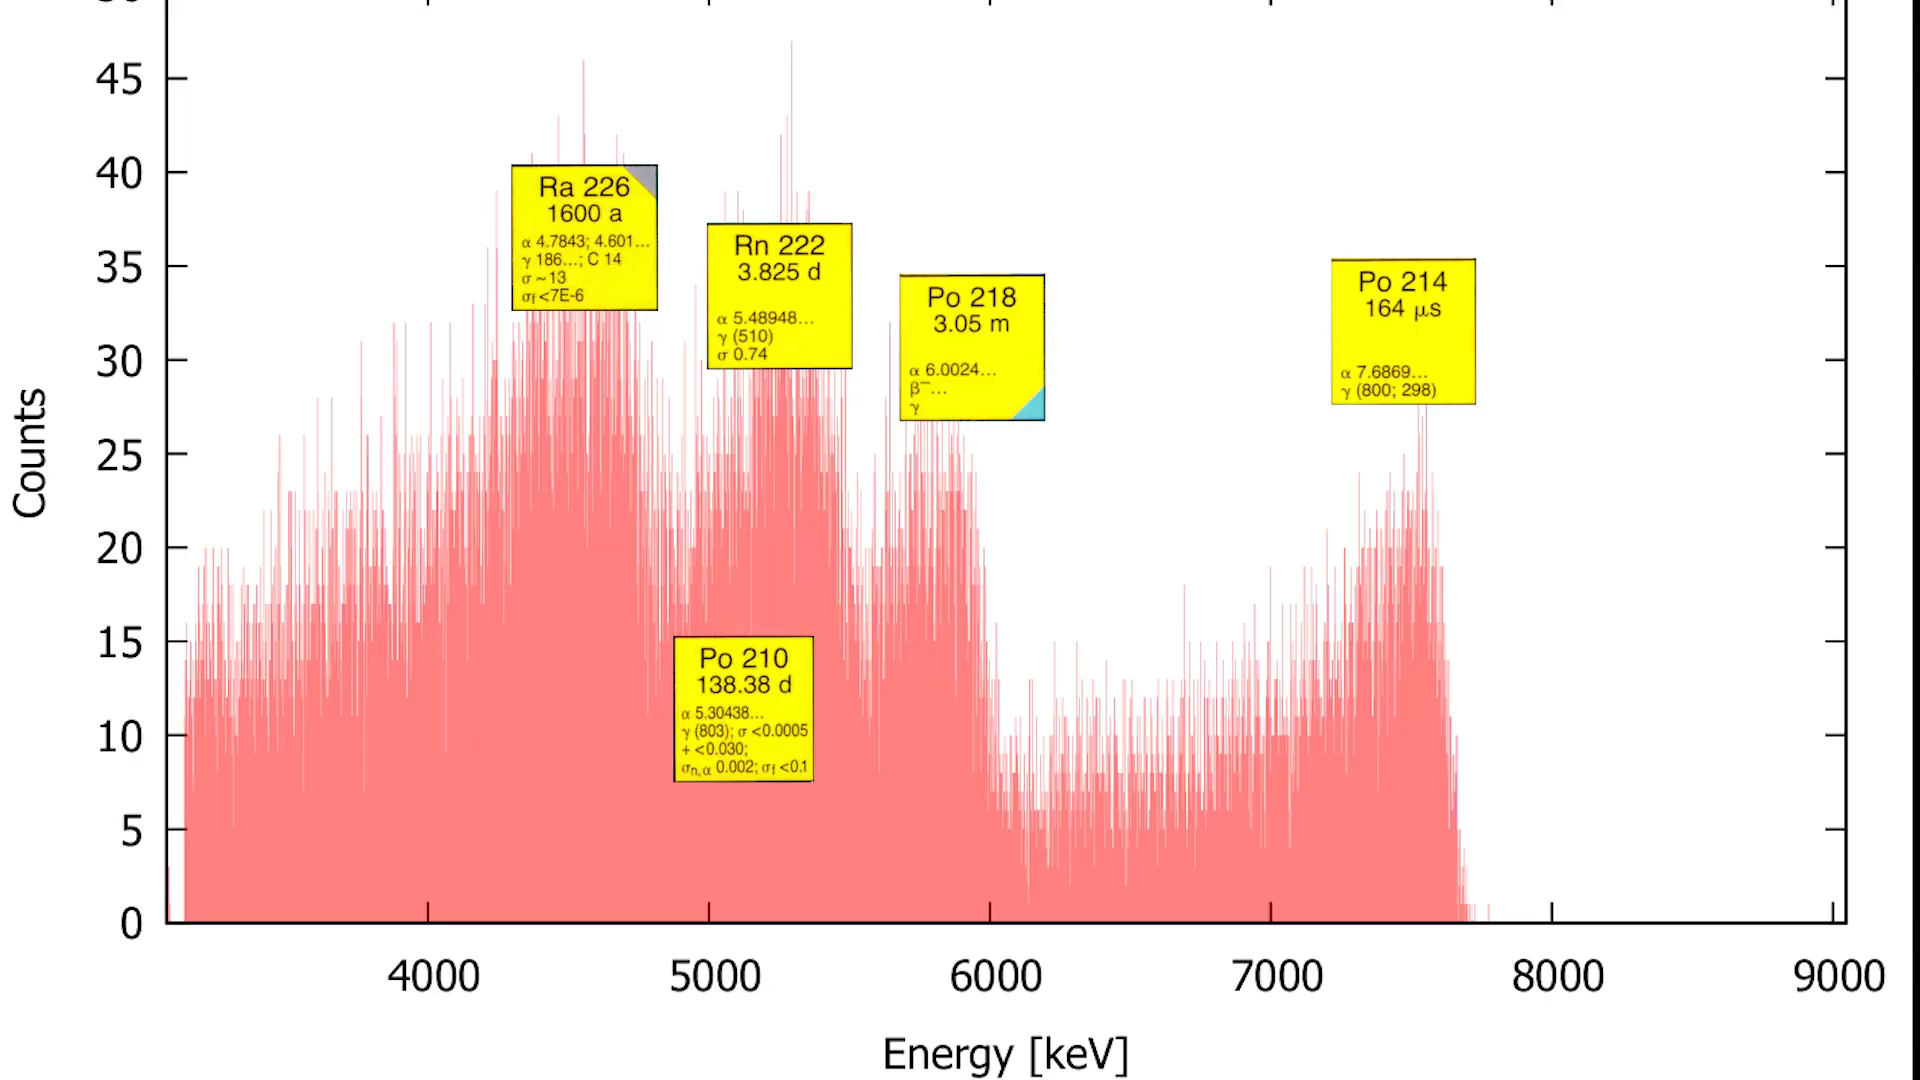 45
40
35
30
25
20
15
10
5
0
Counts
Ra 226
1600 a
α 4.7843; 4.601...
γ 186...; C 14
σ ~13
σf <7E-6
Rn 222
3.825 d
α 5.48948...
γ (510)
σ 0.74
Po 218
3.05 m
α 6.0024...
β⁻...
γ
Po 214
164 μs
α 7.6869...
γ (800; 298)
Po 210
138.38 d
α 5.30438...
γ (803); σ <0.0005
+ <0.030;
σn,α 0.002; σf <0.1
4000 5000 6000 7000 8000 9000
Energy [keV]